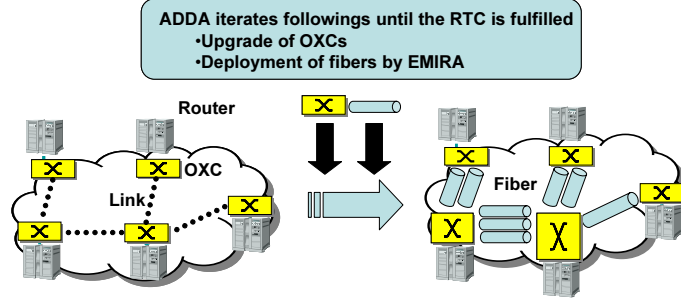 ADDA iterates followings until the RTC is fulfilled
•Upgrade of OXCs
•Deployment of fibers by EMIRA
Router
OXC
Link
Fiber